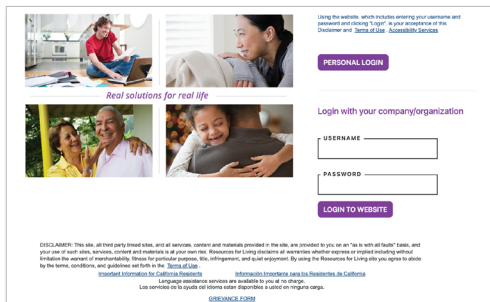 Using the website, which includes entering your username and
password and clicking "Login", is your acceptance of this
Disclaimer and Terms of Use . Accessibility Services
PERSONAL LOGIN
Real solutions for real life
Login with your company/organization
USERNAME
PASSWORD
LOGIN TO WEBSITE
DISCLAIMER: This site, all third party linked sites, and all services, content and materials provided in the site, are provided to you on an "as is with all faults" basis, and
your use of such sites, services, content and materials is at your own risk. Resources for Living disclaims all warranties whether express or implied including without
limitation the warrant of merchantability, fitness for particular purpose, title, infringement, and quiet enjoyment. By using the Resources for Living site you agree to abide
by the terms, conditions, and guidelines set forth in the Terms of Use .
Important Information for California Residents Información Importante para los Residentes de California
Language assistance services are available to you at no charge.
Los servicios de la ayuda del idioma estan disponibles a usted en ninguna carga.
GRIEVANCE FORM